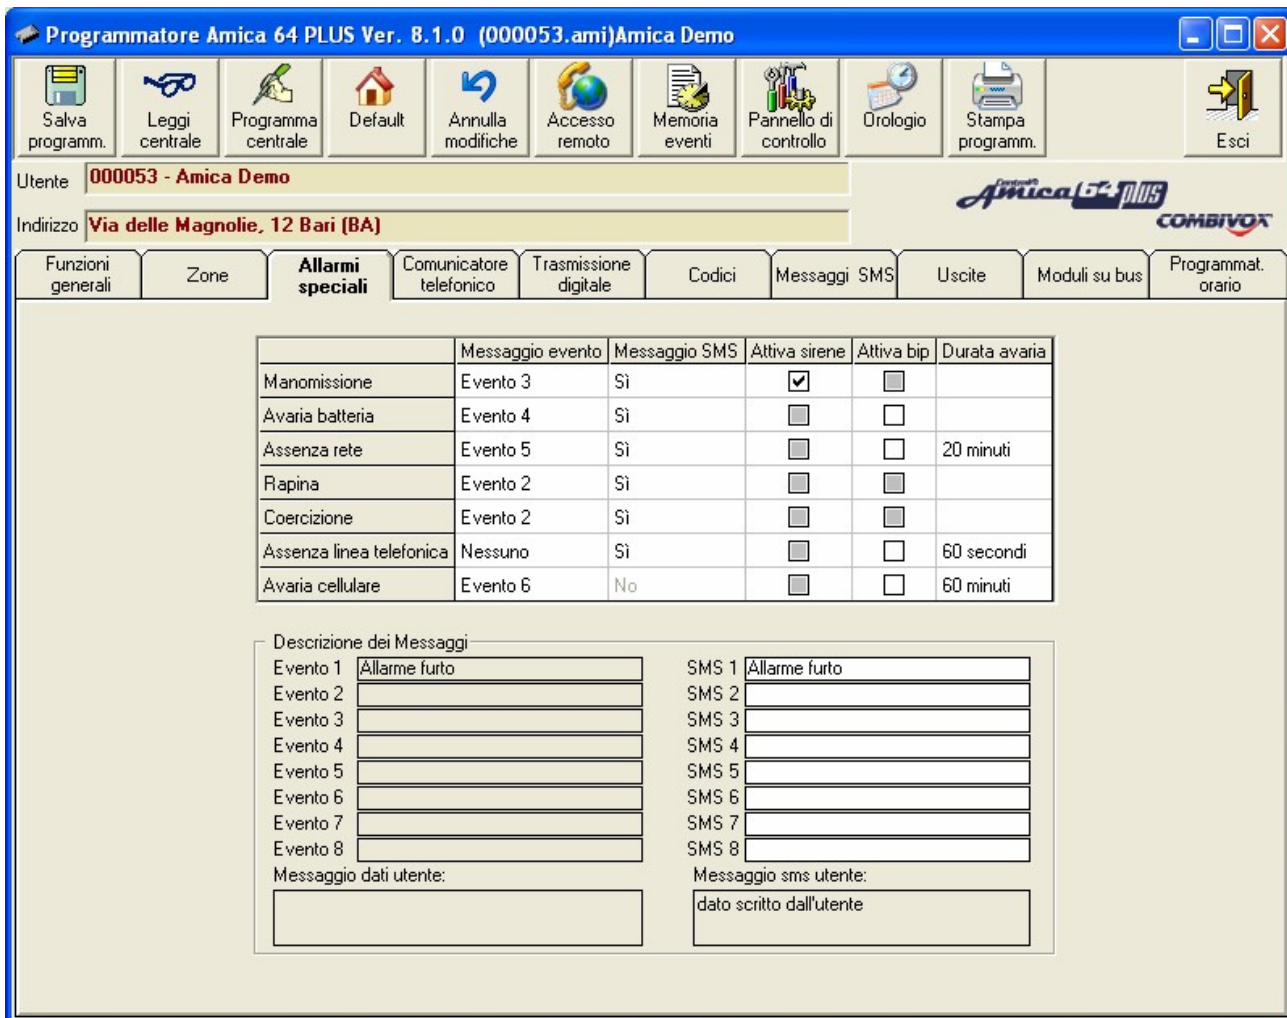 Programmatore Amica 64 PLUS Ver. 8.1.0 (000053.ami)Amica Demo
Salva programm.
Leggi centrale
Programma centrale
Default
Annulla modifiche
Accesso remoto
Memoria eventi
Pannello di controllo
Orologio
Stampa programm.
Esci
Utente 000053 - Amica Demo
Indirizzo Via delle Magnolie, 12 Bari (BA)
Amica 64 plus
COMBIVOX
Funzioni generali
Zone
Allarmi speciali
Comunicatore telefonico
Trasmissione digitale
Codici
Messaggi SMS
Uscite
Moduli su bus
Programmat. orario
Messaggio evento Messaggio SMS Attiva sirene Attiva bip Durata avaria
Manomissione Evento 3 Sì
Avaria batteria Evento 4 Sì
Assenza rete Evento 5 Sì 20 minuti
Rapina Evento 2 Sì
Coercizione Evento 2 Sì
Assenza linea telefonica Nessuno Sì 60 secondi
Avaria cellulare Evento 6 No 60 minuti
Descrizione dei Messaggi
Evento 1 Allarme furto
Evento 2
Evento 3
Evento 4
Evento 5
Evento 6
Evento 7
Evento 8
Messaggio dati utente:
SMS 1 Allarme furto
SMS 2
SMS 3
SMS 4
SMS 5
SMS 6
SMS 7
SMS 8
Messaggio sms utente:
dato scritto dall'utente